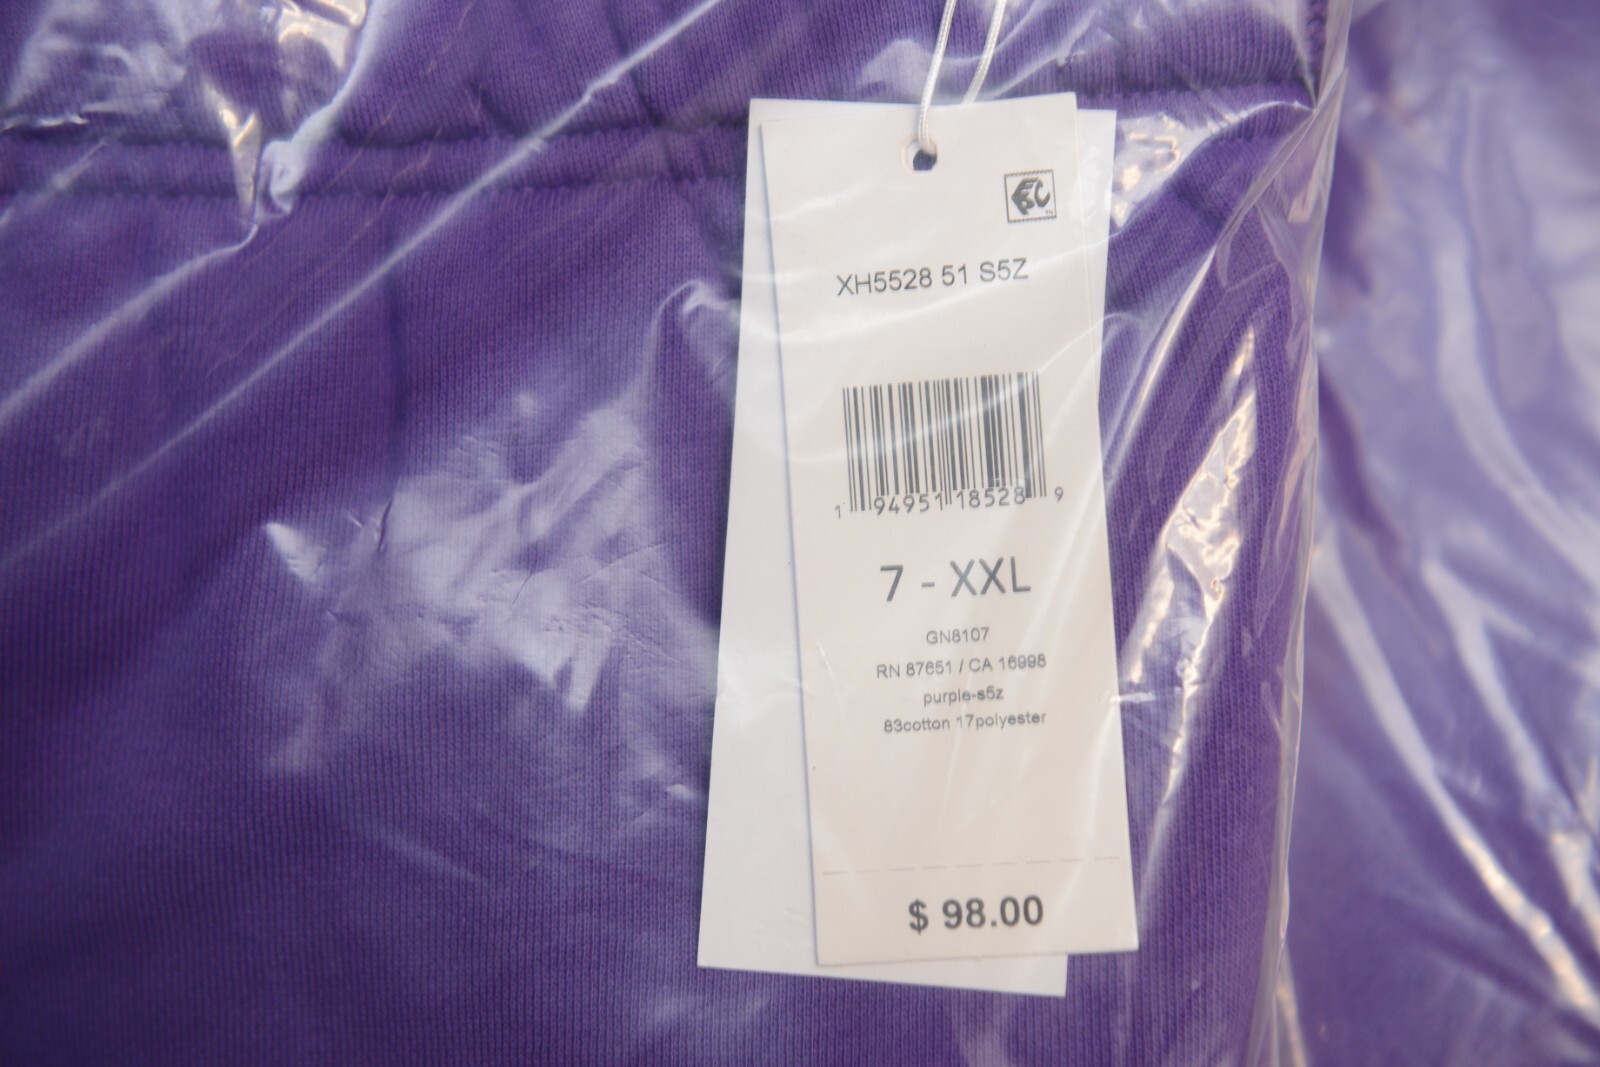 XH5528 51 S5Z
1 94951 18528 9
7 - XXL
GN8107
RN 87651 / CA 16998
purple-s5z
83cotton 17polyester
$ 98.00